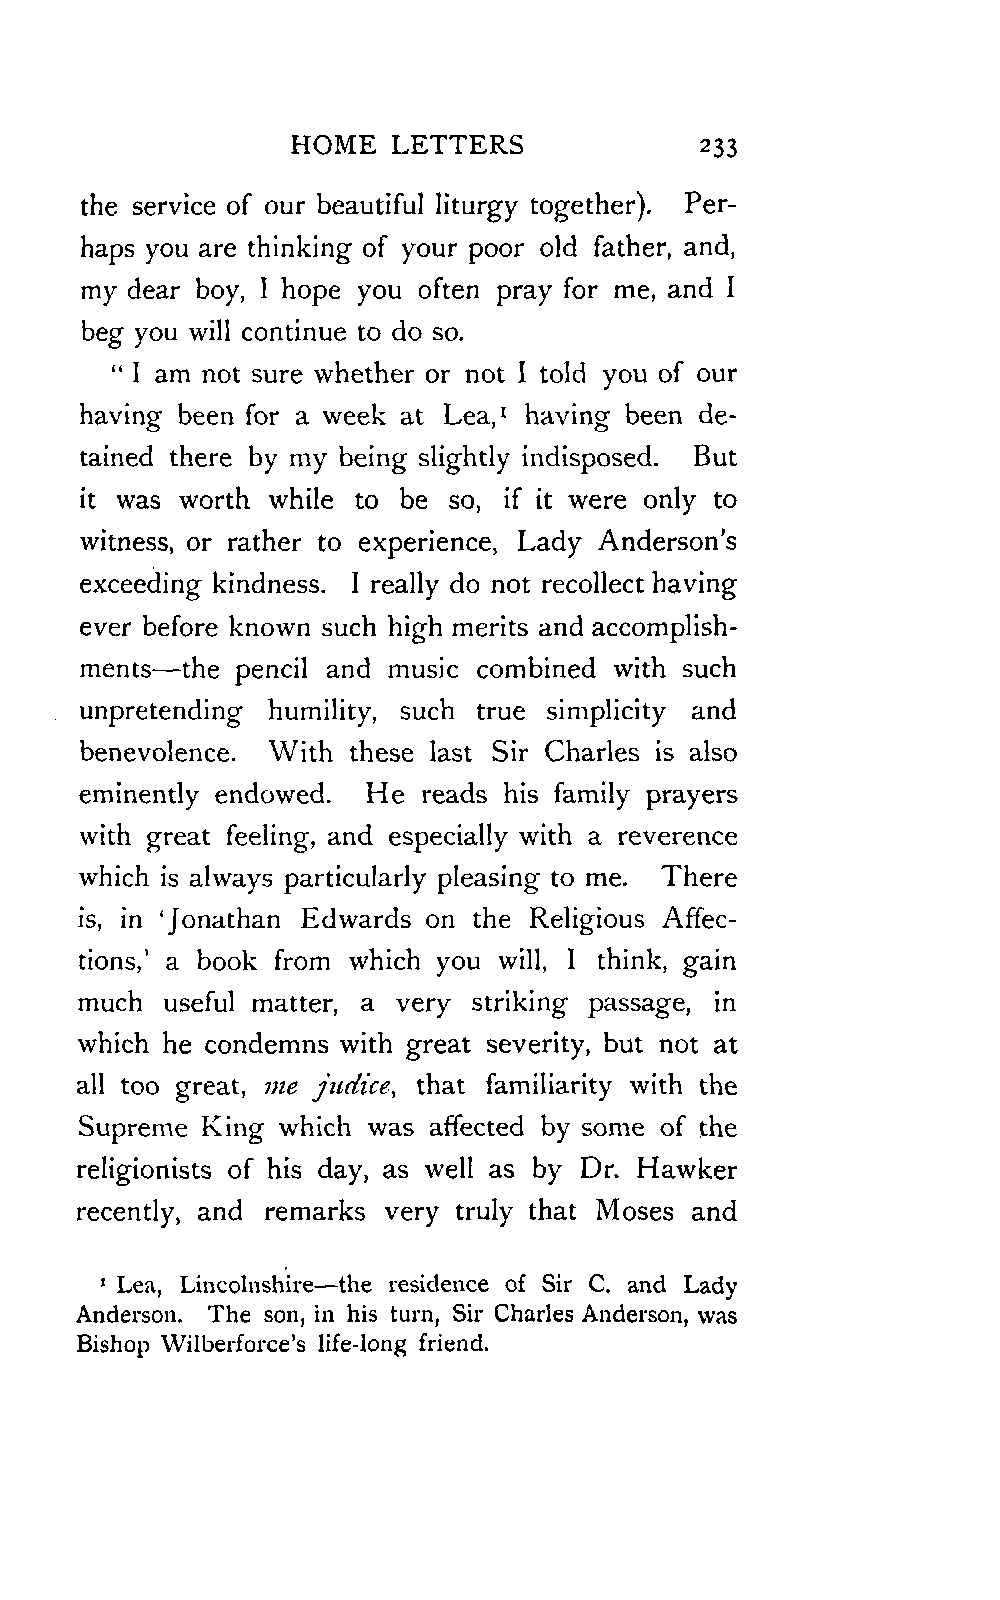 HOME LETTERS 233
the service of our beautiful liturgy together). Per-
haps you are thinking of your poor old father, and,
my dear boy, I hope you often pray for me, and I
beg you will continue to do so.
“ I am not sure whether or not I told you of our
having been for a week at Lea,¹ having been de-
tained there by my being slightly indisposed. But
it was worth while to be so, if it were only to
witness, or rather to experience, Lady Anderson's
exceeding kindness. I really do not recollect having
ever before known such high merits and accomplish-
ments—the pencil and music combined with such
unpretending humility, such true simplicity and
benevolence. With these last Sir Charles is also
eminently endowed. He reads his family prayers
with great feeling, and especially with a reverence
which is always particularly pleasing to me. There
is, in ‘Jonathan Edwards on the Religious Affec-
tions,’ a book from which you will, I think, gain
much useful matter, a very striking passage, in
which he condemns with great severity, but not at
all too great, me judice, that familiarity with the
Supreme King which was affected by some of the
religionists of his day, as well as by Dr. Hawker
recently, and remarks very truly that Moses and
¹ Lea, Lincolnshire—the residence of Sir C. and Lady
Anderson. The son, in his turn, Sir Charles Anderson, was
Bishop Wilberforce's life-long friend.